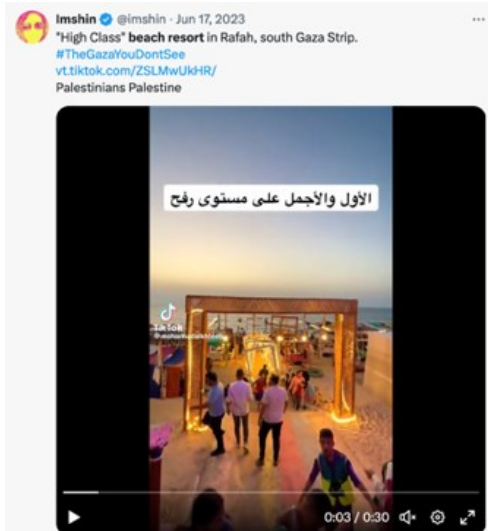 Imshin @imshin · Jun 17, 2023
"High Class" beach resort in Rafah, south Gaza Strip.
#TheGazaYouDontSee
vt.tiktok.com/ZSLMwUkHR/
Palestinians Palestine
الأول والأجمل على مستوى رفح
TikTok
0:03 / 0:30